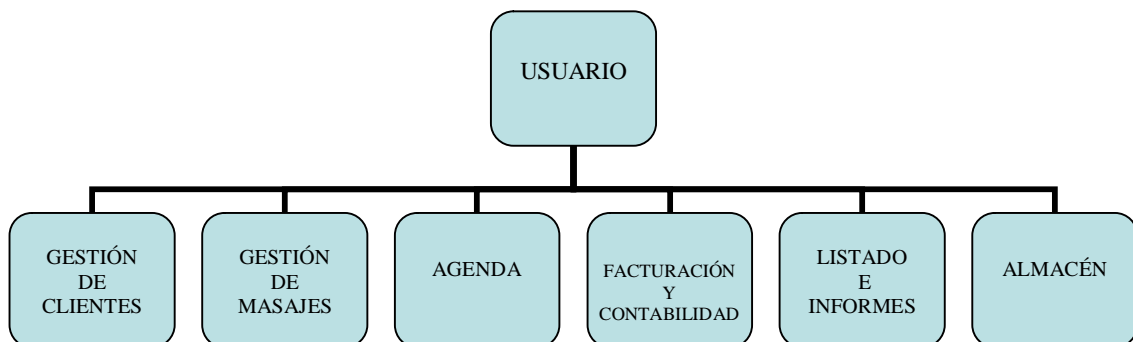 USUARIO
GESTIÓN
DE
CLIENTES
GESTIÓN
DE
MASAJES
AGENDA
FACTURACIÓN
Y
CONTABILIDAD
LISTADO
E
INFORMES
ALMACÉN